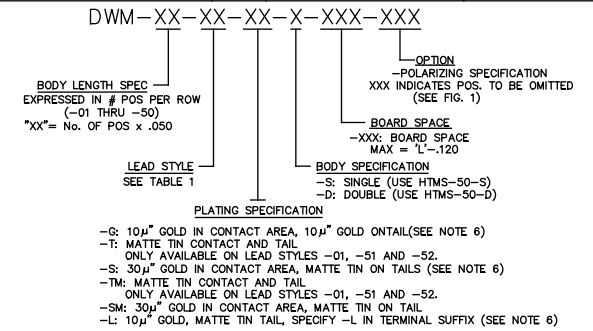 DWM-XX-XX-XX-X-XXX-XXX
OPTION
-POLARIZING SPECIFICATION
XXX INDICATES POS. TO BE OMITTED
(SEE FIG. 1)
BODY LENGTH SPEC
EXPRESSED IN # POS PER ROW
(-01 THRU -50)
"XX"= No. OF POS x .050
BOARD SPACE
-XXX: BOARD SPACE
MAX = 'L'-.120
LEAD STYLE
SEE TABLE 1
BODY SPECIFICATION
-S: SINGLE (USE HTMS-50-S)
-D: DOUBLE (USE HTMS-50-D)
PLATING SPECIFICATION
-G: 10µ" GOLD IN CONTACT AREA, 10µ" GOLD ONTAIL(SEE NOTE 6)
-T: MATTE TIN CONTACT AND TAIL
ONLY AVAILABLE ON LEAD STYLES -01, -51 AND -52.
-S: 30µ" GOLD IN CONTACT AREA, MATTE TIN ON TAILS (SEE NOTE 6)
-TM: MATTE TIN CONTACT AND TAIL
ONLY AVAILABLE ON LEAD STYLES -01, -51 AND -52.
-SM: 30µ" GOLD IN CONTACT AREA, MATTE TIN ON TAIL
-L: 10µ" GOLD, MATTE TIN TAIL, SPECIFY -L IN TERMINAL SUFFIX (SEE NOTE 6)